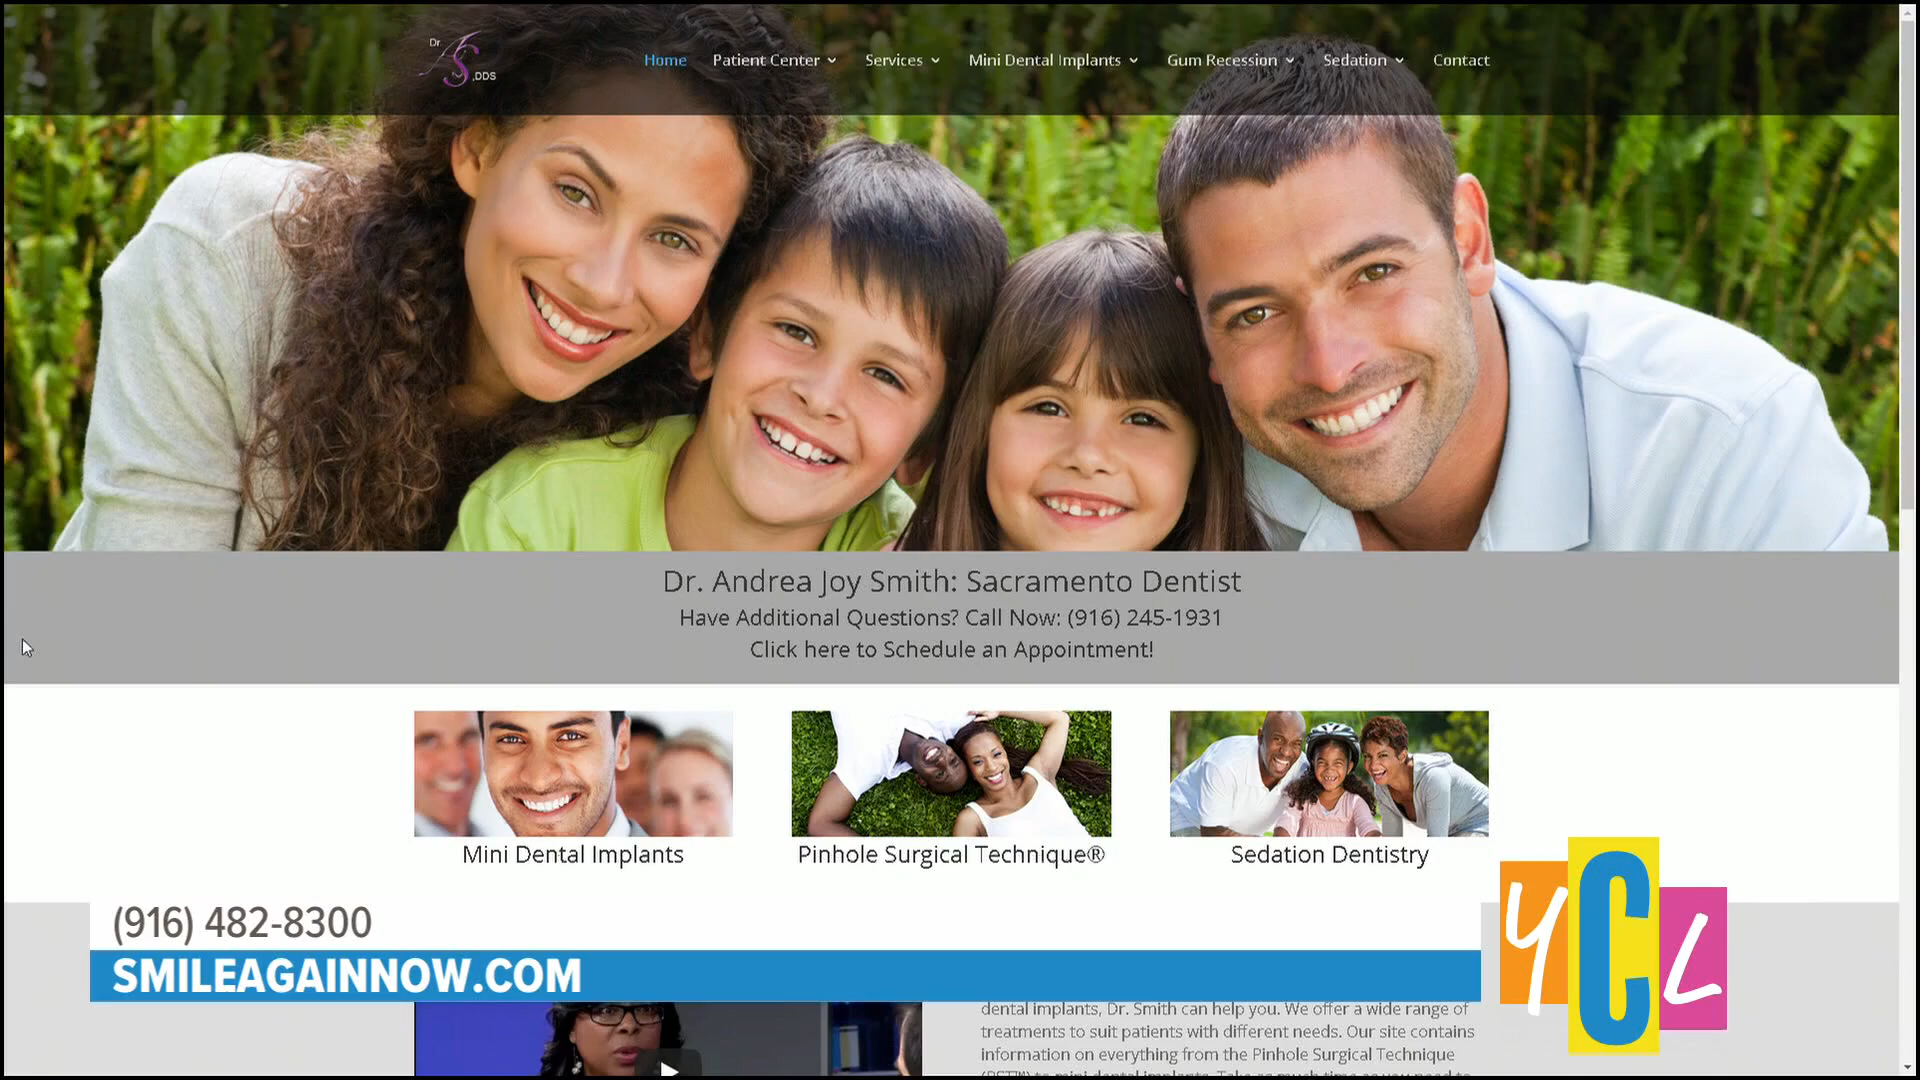 Dr.
AS
,DDS
Home Patient Center Services Mini Dental Implants Gum Recession Sedation Contact
Dr. Andrea Joy Smith: Sacramento Dentist
Have Additional Questions? Call Now: (916) 245-1931
Click here to Schedule an Appointment!
Mini Dental Implants
Pinhole Surgical Technique®
Sedation Dentistry
(916) 482-8300
SMILEAGAINNOW.COM
YCL
dental implants, Dr. Smith can help you. We offer a wide range of
treatments to suit patients with different needs. Our site contains
information on everything from the Pinhole Surgical Technique